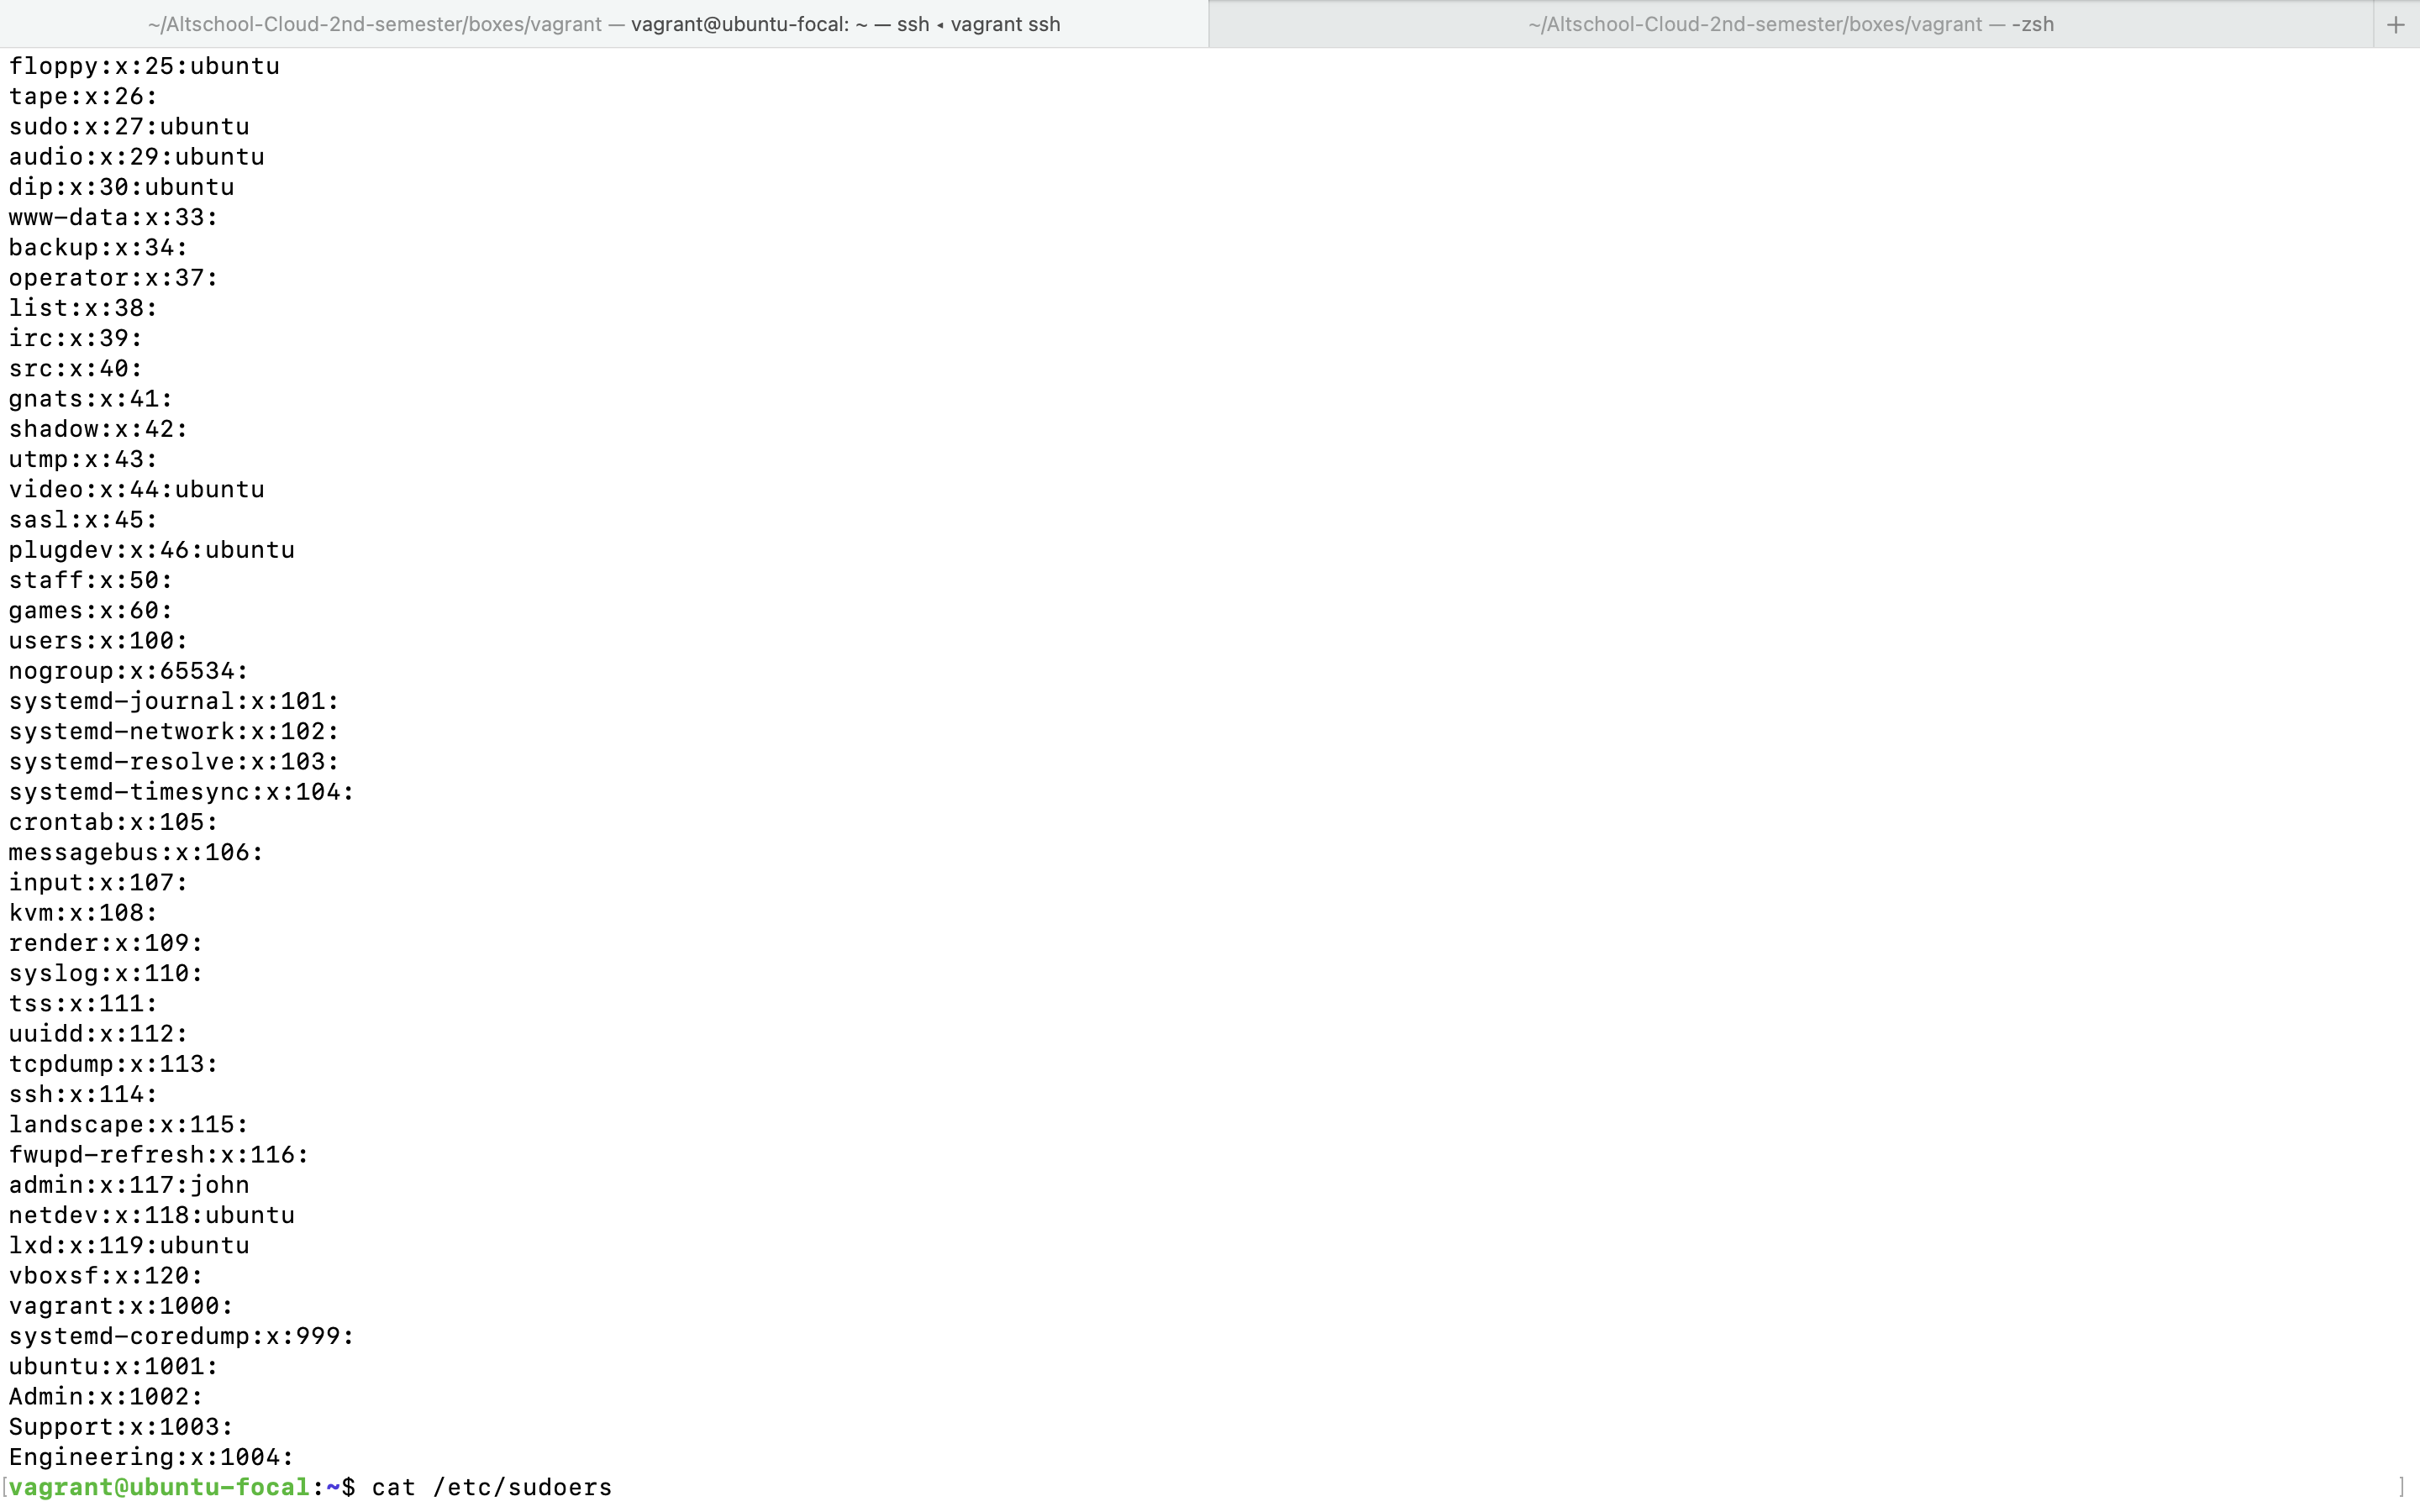 ~/Altschool-Cloud-2nd-semester/boxes/vagrant — vagrant@ubuntu-focal: ~ — ssh ◂ vagrant ssh
~/Altschool-Cloud-2nd-semester/boxes/vagrant — -zsh
+
floppy:x:25:ubuntu
tape:x:26:
sudo:x:27:ubuntu
audio:x:29:ubuntu
dip:x:30:ubuntu
www-data:x:33:
backup:x:34:
operator:x:37:
list:x:38:
irc:x:39:
src:x:40:
gnats:x:41:
shadow:x:42:
utmp:x:43:
video:x:44:ubuntu
sasl:x:45:
plugdev:x:46:ubuntu
staff:x:50:
games:x:60:
users:x:100:
nogroup:x:65534:
systemd-journal:x:101:
systemd-network:x:102:
systemd-resolve:x:103:
systemd-timesync:x:104:
crontab:x:105:
messagebus:x:106:
input:x:107:
kvm:x:108:
render:x:109:
syslog:x:110:
tss:x:111:
uuidd:x:112:
tcpdump:x:113:
ssh:x:114:
landscape:x:115:
fwupd-refresh:x:116:
admin:x:117:john
netdev:x:118:ubuntu
lxd:x:119:ubuntu
vboxsf:x:120:
vagrant:x:1000:
systemd-coredump:x:999:
ubuntu:x:1001:
Admin:x:1002:
Support:x:1003:
Engineering:x:1004:
[vagrant@ubuntu-focal:~$ cat /etc/sudoers ]